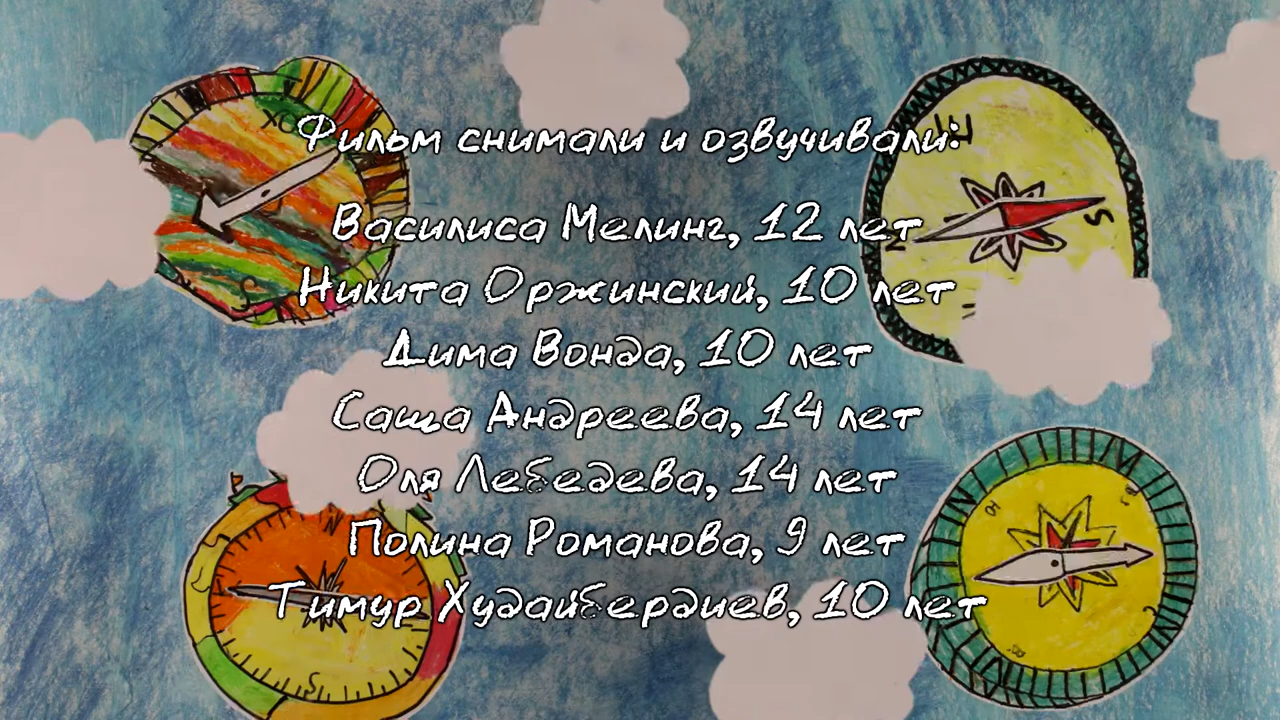 Фильм снимали и озвучивали:
Василиса Мелинг, 12 лет
Никита Оржинский, 10 лет
Дима Вонда, 10 лет
Саша Андреева, 14 лет
Оля Лебедева, 14 лет
Полина Романова, 9 лет
Тимур Худайбердиев, 10 лет